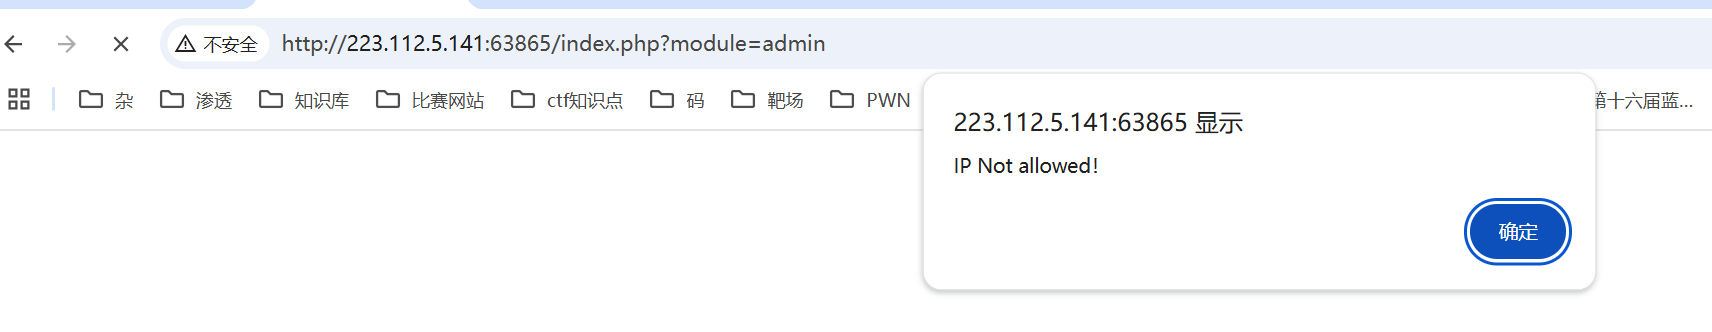 不安全 http://223.112.5.141:63865/index.php?module=admin
杂 渗透 知识库 比赛网站 ctf知识点 码 靶场 PWN 第十六届蓝...
223.112.5.141:63865 显示
IP Not allowed!
确定